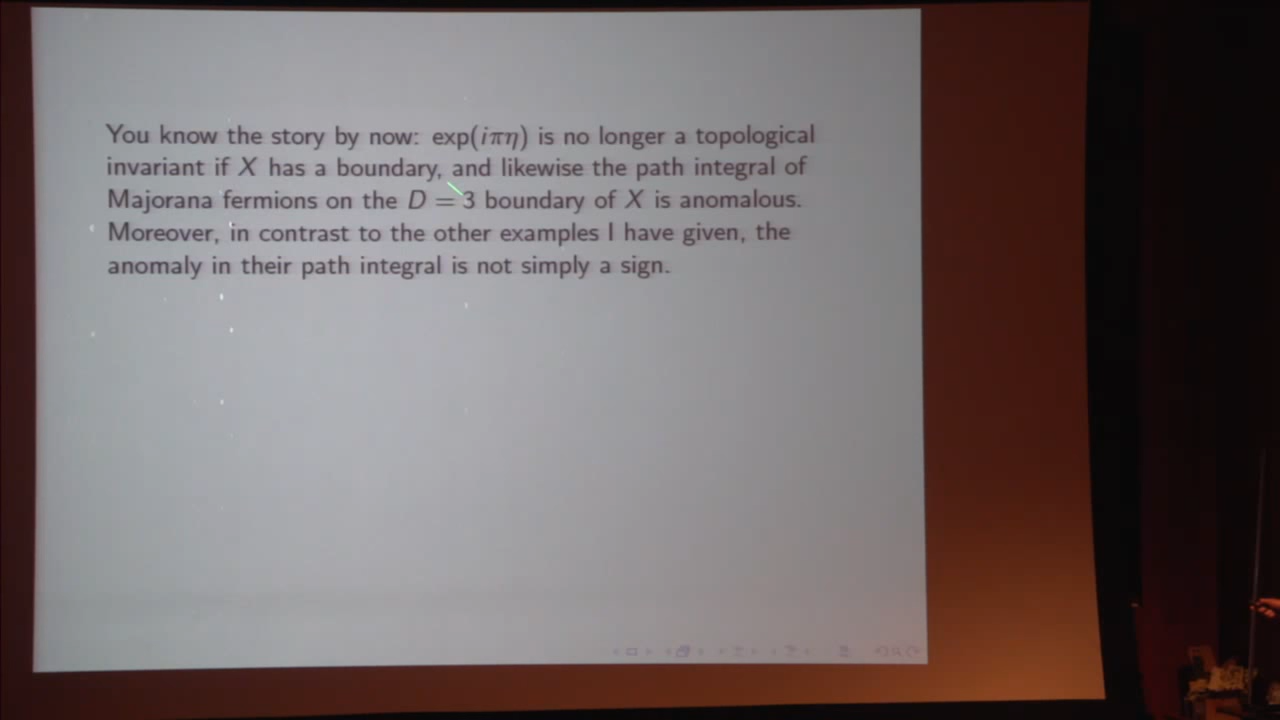 You know the story by now: exp(iπη) is no longer a topological
invariant if X has a boundary, and likewise the path integral of
Majorana fermions on the D = 3 boundary of X is anomalous.
Moreover, in contrast to the other examples I have given, the
anomaly in their path integral is not simply a sign.